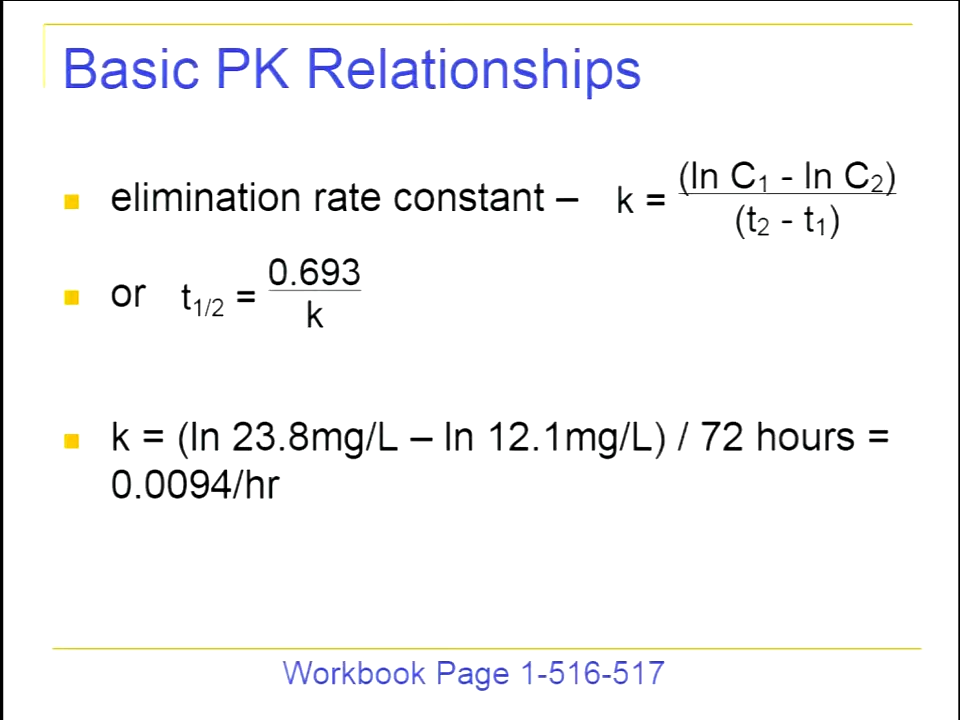 Basic PK Relationships
elimination rate constant – k = (ln C₁ - ln C₂)
(t₂ - t₁)
or t₁/₂ = 0.693
k
k = (ln 23.8mg/L – ln 12.1mg/L) / 72 hours =
0.0094/hr
Workbook Page 1-516-517